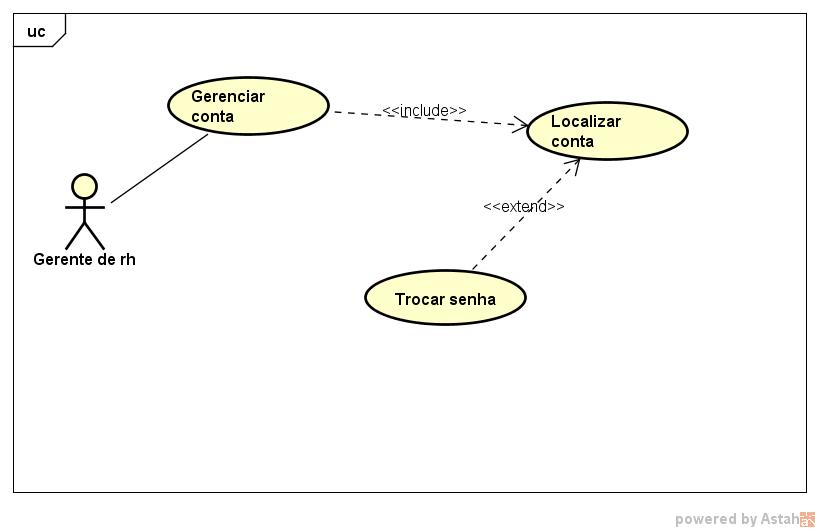 uc
Gerenciar
conta
<<include>>
Localizar
conta
<<extend>>
Gerente de rh
Trocar senha
powered by Astah